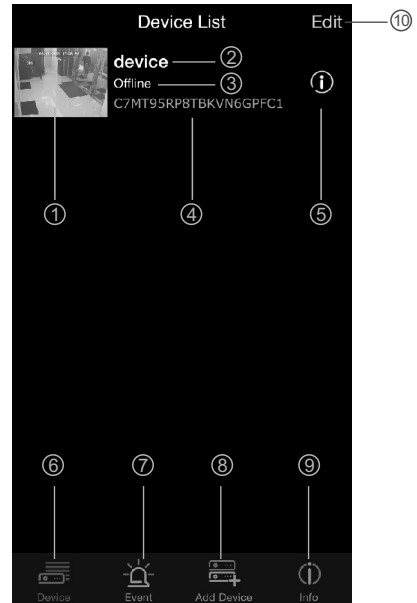 Device List Edit ⑩
device ②
Offline ③
C7MT95RP8TBKVN6GPFC1
① ④ ⑤
⑥ ⑦ ⑧ ⑨
Device Event Add Device Info